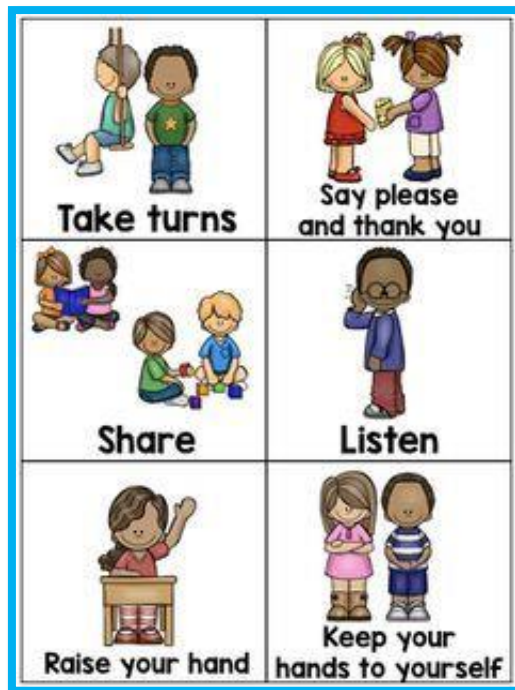 Take turns
Say please
and thank you
Share
Listen
Raise your hand
Keep your
hands to yourself